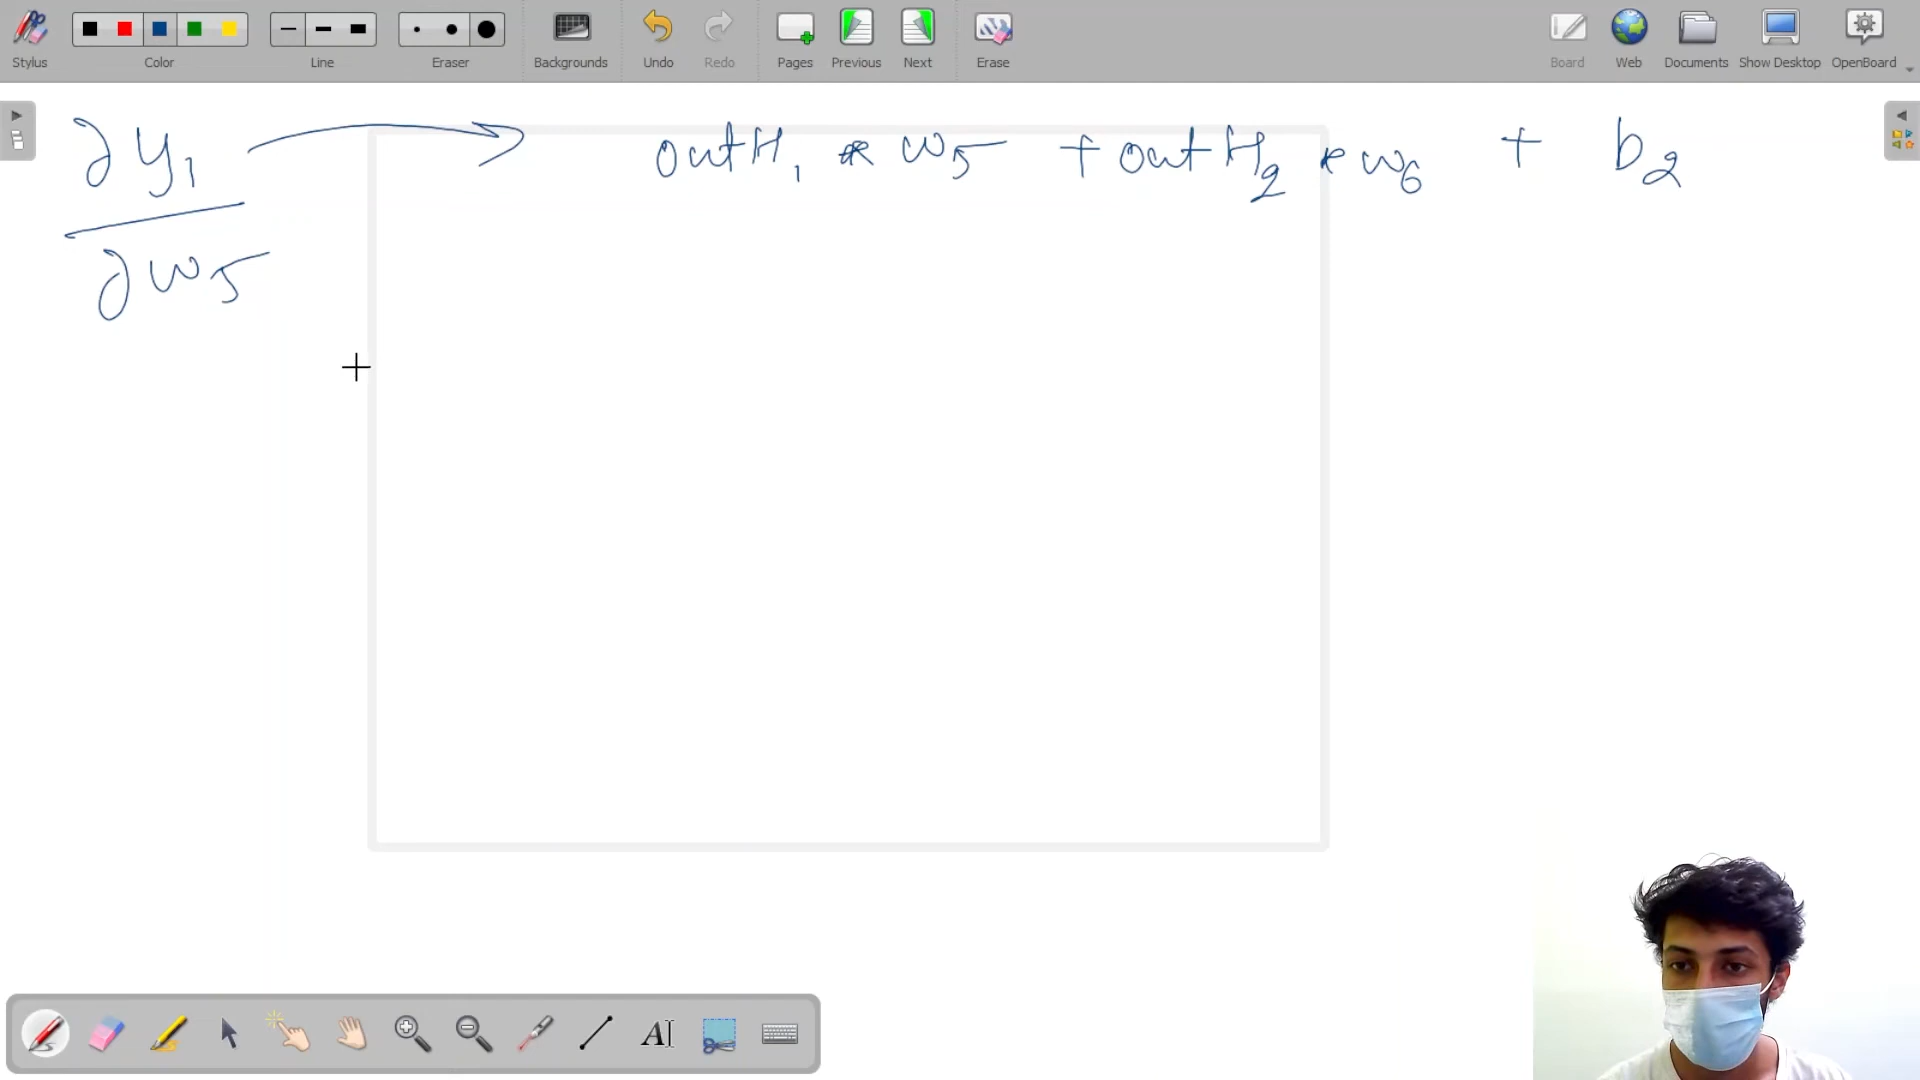 Stylus Color Line Eraser Backgrounds Undo Redo Pages Previous Next Erase Board Web Documents Show Desktop OpenBoard
∂y₁ → outH₁ * w₅ + outH₂ * w₆ + b₂
∂w₅
AI